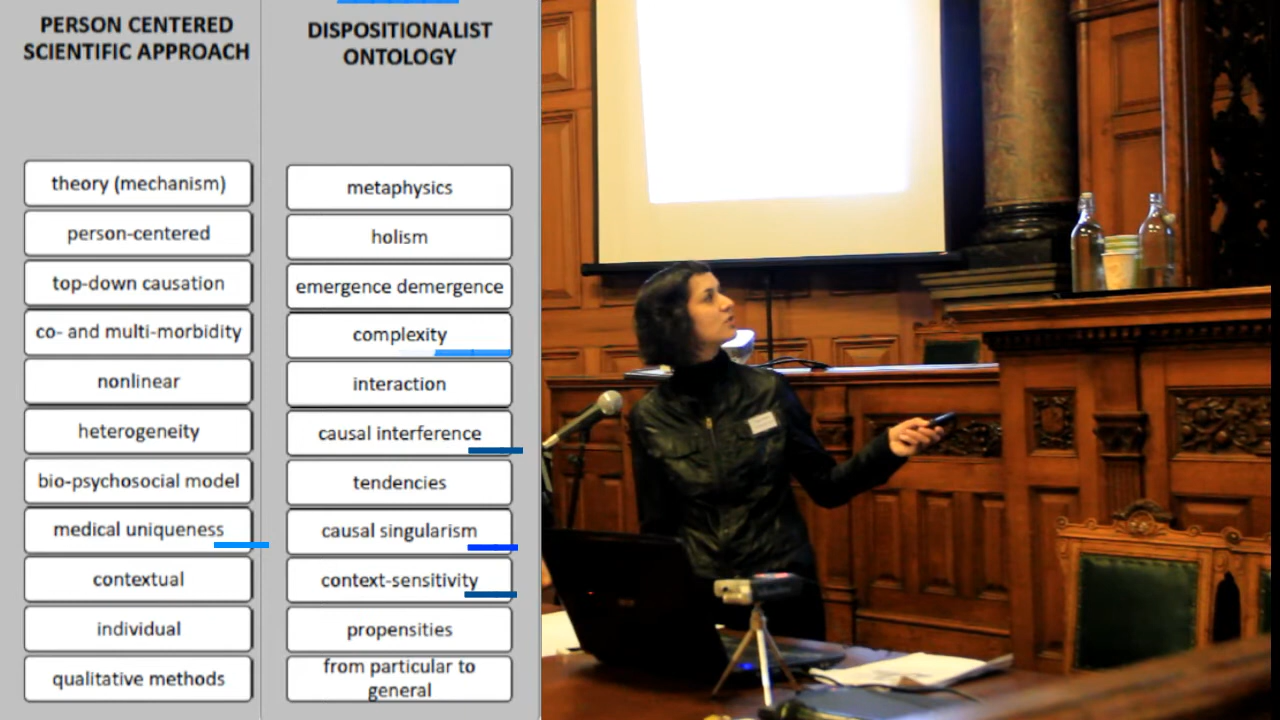 PERSON CENTERED
SCIENTIFIC APPROACH
theory (mechanism)
person-centered
top-down causation
co- and multi-morbidity
nonlinear
heterogeneity
bio-psychosocial model
medical uniqueness
contextual
individual
qualitative methods
DISPOSITIONALIST
ONTOLOGY
metaphysics
holism
emergence demergence
complexity
interaction
causal interference
tendencies
causal singularism
context-sensitivity
propensities
from particular to
general